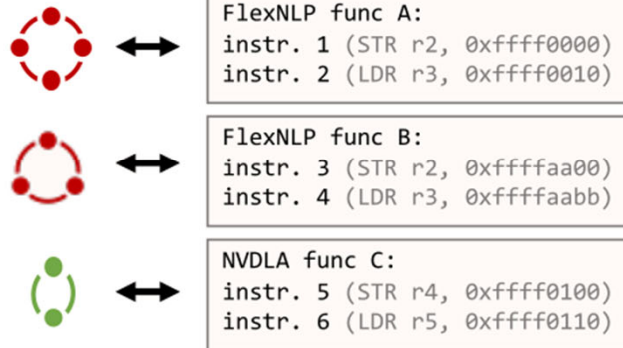 FlexNLP func A:
instr. 1 (STR r2, 0xffff0000)
instr. 2 (LDR r3, 0xffff0010)
FlexNLP func B:
instr. 3 (STR r2, 0xffffaa00)
instr. 4 (LDR r3, 0xffffaabb)
NVDLA func C:
instr. 5 (STR r4, 0xffff0100)
instr. 6 (LDR r5, 0xffff0110)